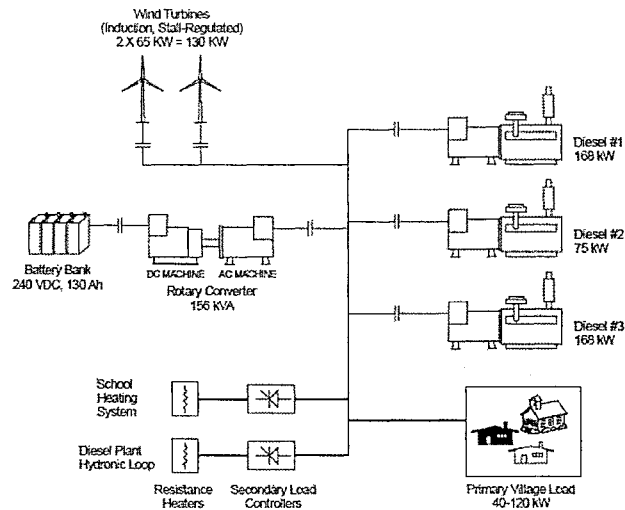 Wind Turbines
(Induction, Stall-Regulated)
2 X 65 KW = 130 KW
Diesel #1
168 kW
Diesel #2
75 kW
Battery Bank
240 VDC, 130 Ah
DC MACHINE
AC MACHINE
Rotary Converter
156 kVA
Diesel #3
168 kW
School
Heating
System
Diesel Plant
Hydronic Loop
Resistance
Heaters
Secondary Load
Controllers
Primary Village Load
40-120 kW